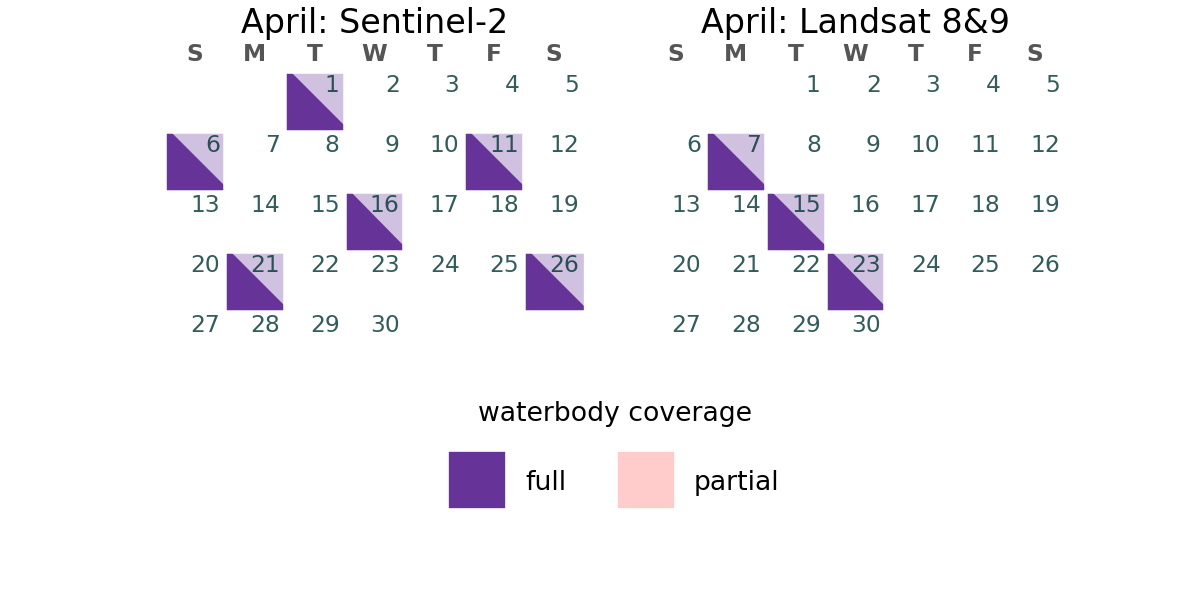 April: Sentinel-2
S M T W T F S
1 2 3 4 5
6 7 8 9 10 11 12
13 14 15 16 17 18 19
20 21 22 23 24 25 26
27 28 29 30
April: Landsat 8&9
S M T W T F S
1 2 3 4 5
6 7 8 9 10 11 12
13 14 15 16 17 18 19
20 21 22 23 24 25 26
27 28 29 30
waterbody coverage
full partial